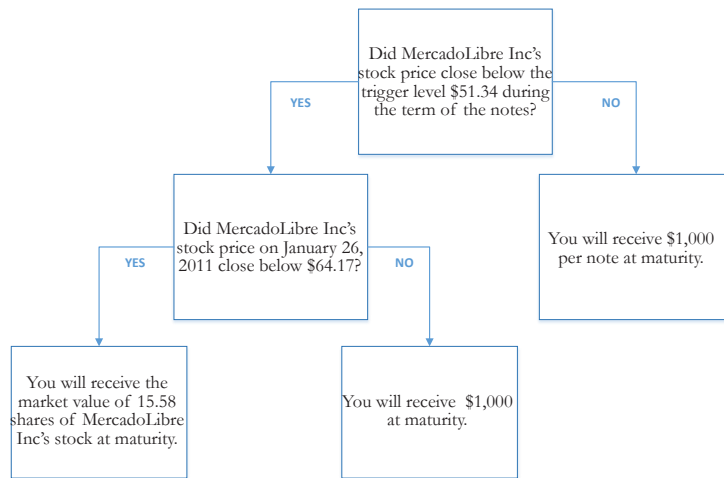 Did MercadoLibre Inc's
stock price close below the
trigger level $51.34 during
the term of the notes?
YES
NO
Did MercadoLibre Inc's
stock price on January 26,
2011 close below $64.17?
You will receive $1,000
per note at maturity.
YES
NO
You will receive the
market value of 15.58
shares of MercadoLibre
Inc's stock at maturity.
You will receive $1,000
at maturity.